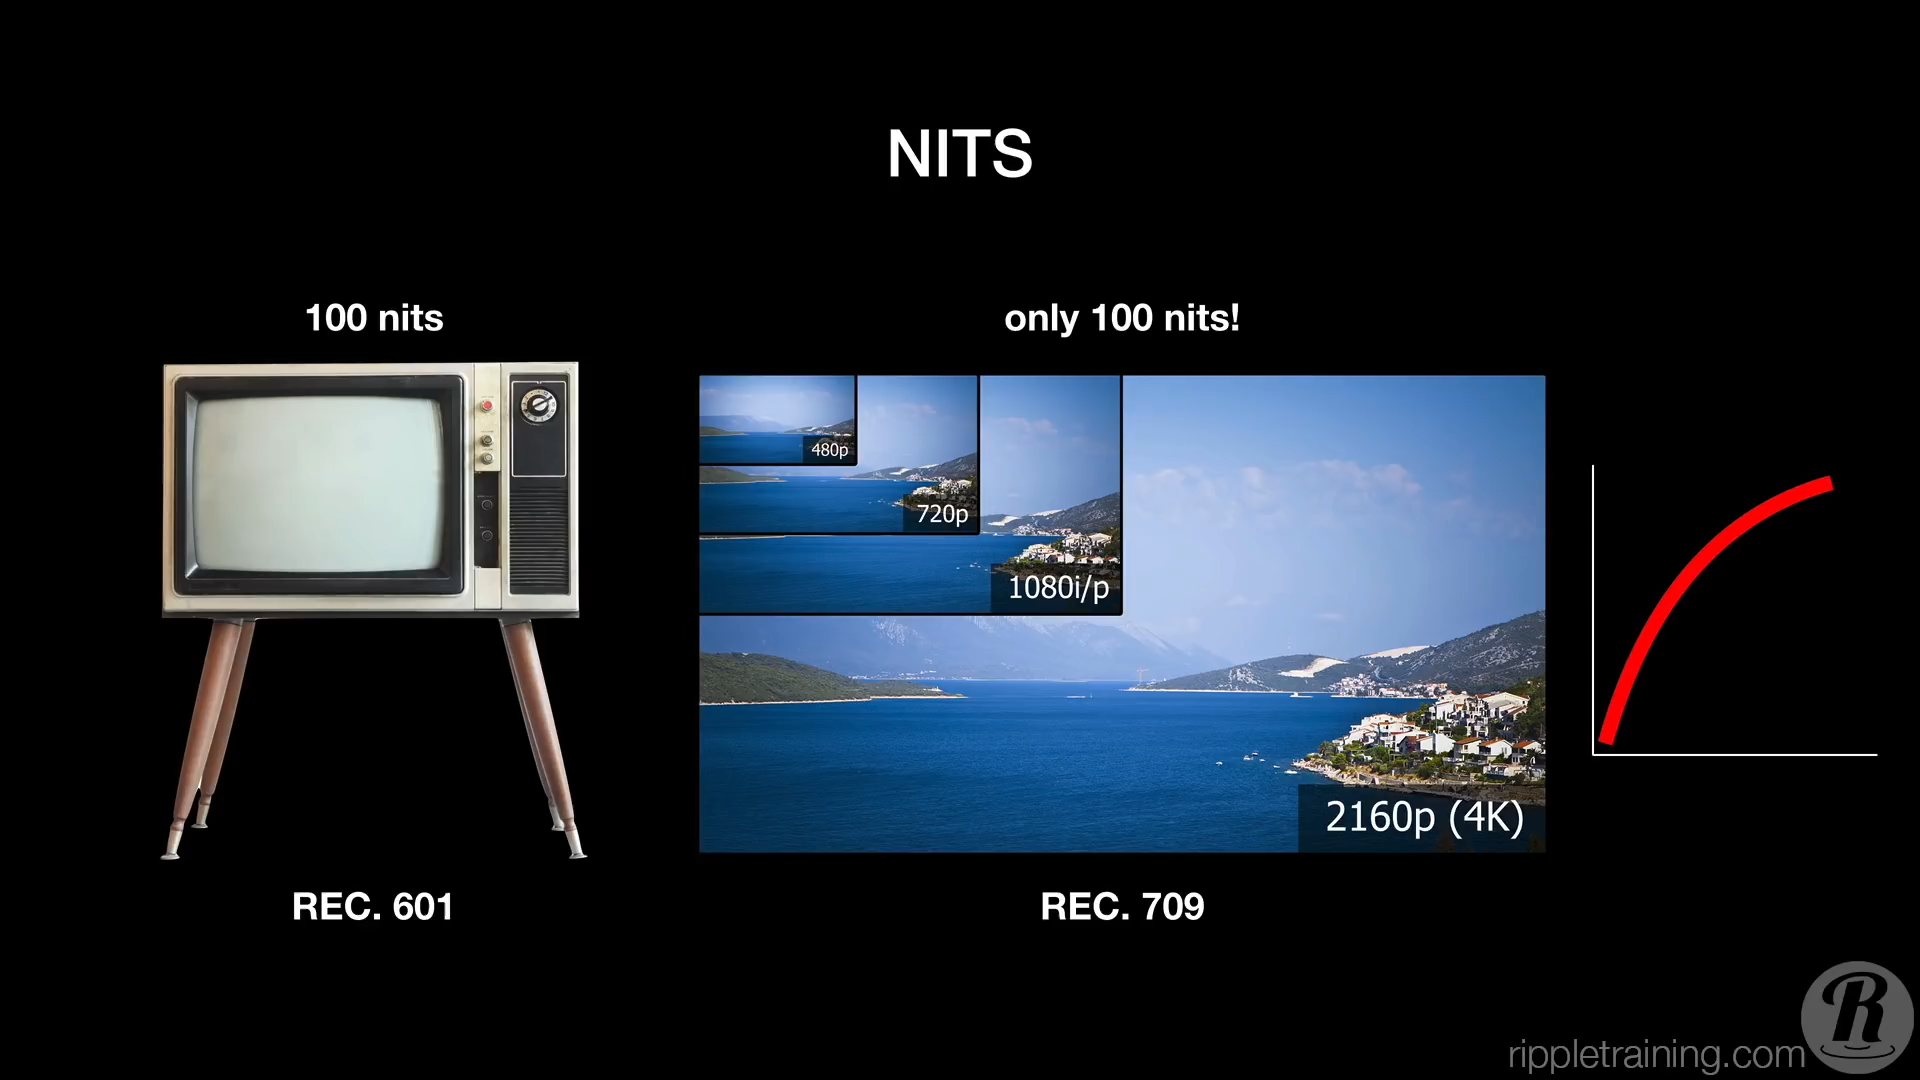 NITS
100 nits
only 100 nits!
480p
720p
1080i/p
2160p (4K)
REC. 601
REC. 709
R
rippletraining.com